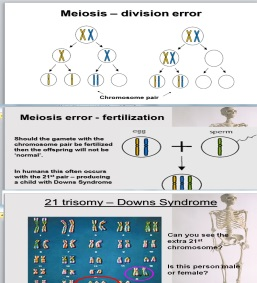 Meiosis – division error
Chromosome pair
Meiosis error - fertilization
egg sperm
Should the gamete with the
chromosome pair be fertilized
then the offspring will not be
'normal'.
In humans this often occurs
with the 21st pair – producing
a child with Downs Syndrome
21 trisomy – Downs Syndrome
Can you see the
extra 21st
chromosome?
Is this person male
or female?